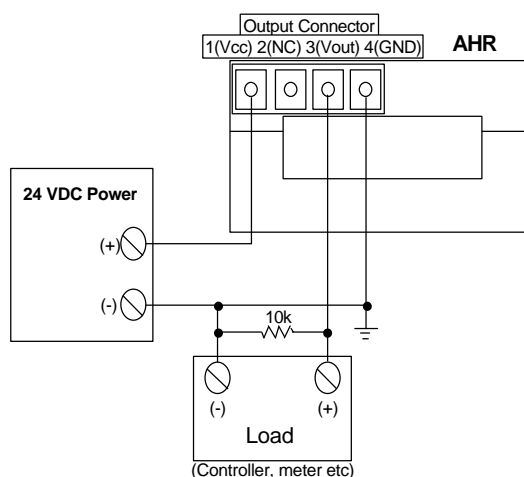 Output Connector
1(Vcc) 2(NC) 3(Vout) 4(GND)
AHR
24 VDC Power
(+)
(-)
10k
(-)
(+)
Load
(Controller, meter etc)